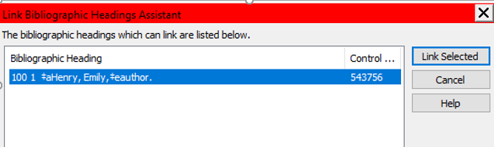 Link Bibliographic Headings Assistant
The bibliographic headings which can link are listed below.
Bibliographic Heading Control ...
100 1 ‡aHenry, Emily,‡eauthor. 543756
Link Selected
Cancel
Help